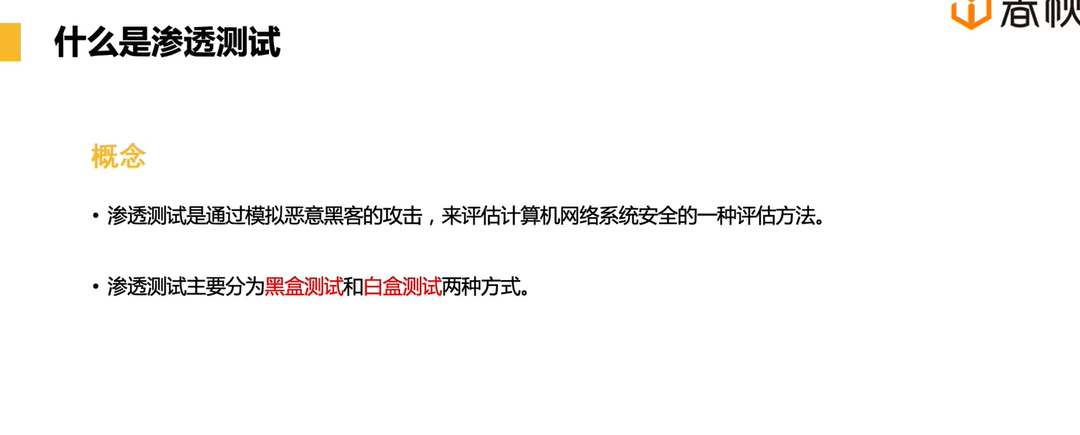 春秋
什么是渗透测试
概念
• 渗透测试是通过模拟恶意黑客的攻击，来评估计算机网络系统安全的一种评估方法。
• 渗透测试主要分为黑盒测试和白盒测试两种方式。